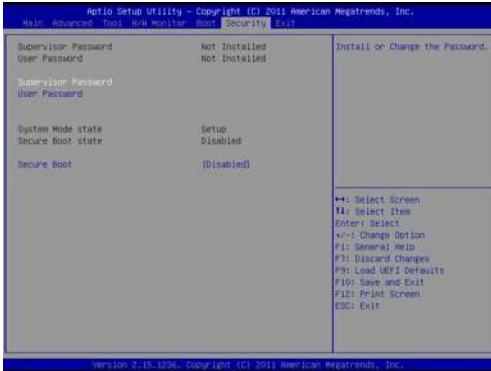 Aptio Setup Utility - Copyright (C) 2011 American Megatrends, Inc.
Main Advanced Tool H/W Monitor Boot Security Exit
Supervisor Password Not Installed
User Password Not Installed
Supervisor Password
User Password
System Mode state Setup
Secure Boot state Disabled
Secure Boot [Disabled]
Install or Change the Password.
↔: Select Screen
↑↓: Select Item
Enter: Select
+/-: Change Option
F1: General Help
F7: Discard Changes
F9: Load UEFI Defaults
F10: Save and Exit
F12: Print Screen
ESC: Exit
Version 2.15.1236. Copyright (C) 2011 American Megatrends, Inc.